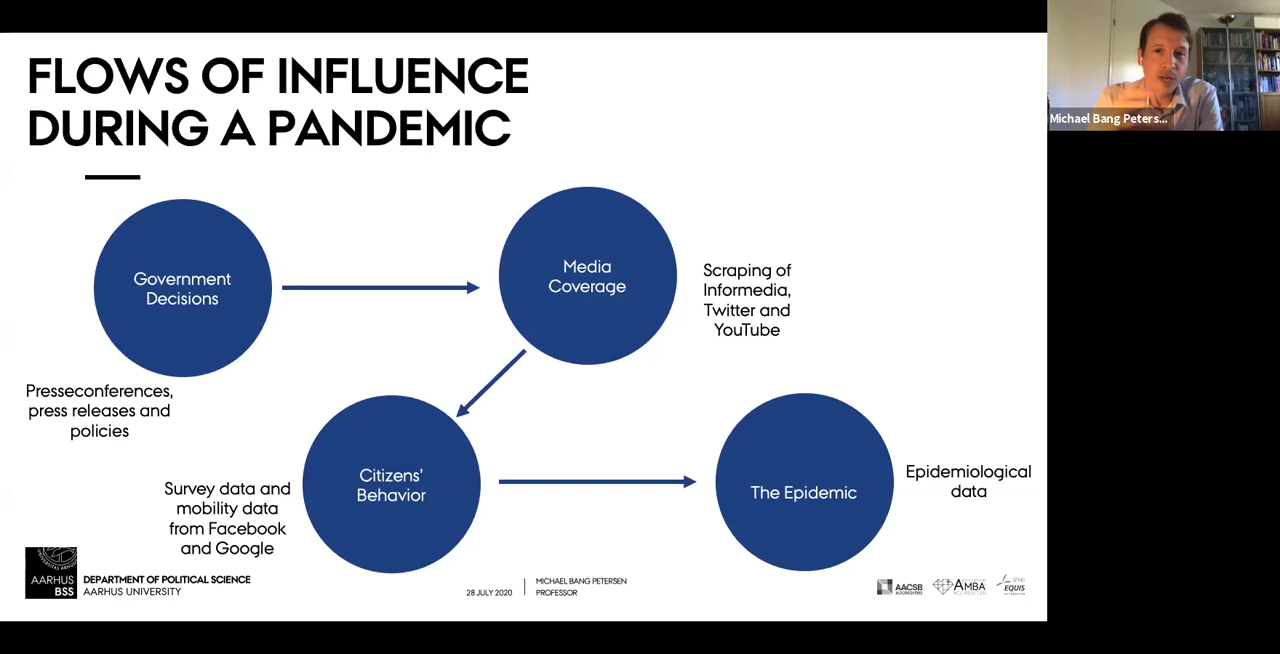 FLOWS OF INFLUENCE
DURING A PANDEMIC
Michael Bang Peters...
Government
Decisions
Media
Coverage
Scraping of
Informedia,
Twitter and
YouTube
Presseconferences,
press releases and
policies
Citizens'
Behavior
Survey data and
mobility data
from Facebook
and Google
The Epidemic
Epidemiological
data
AARHUS
BSS
DEPARTMENT OF POLITICAL SCIENCE
AARHUS UNIVERSITY
28 JULY 2020
MICHAEL BANG PETERSEN
PROFESSOR
AACSB
ACCREDITED
AMBA
ACCREDITED
EFMD
EQUIS